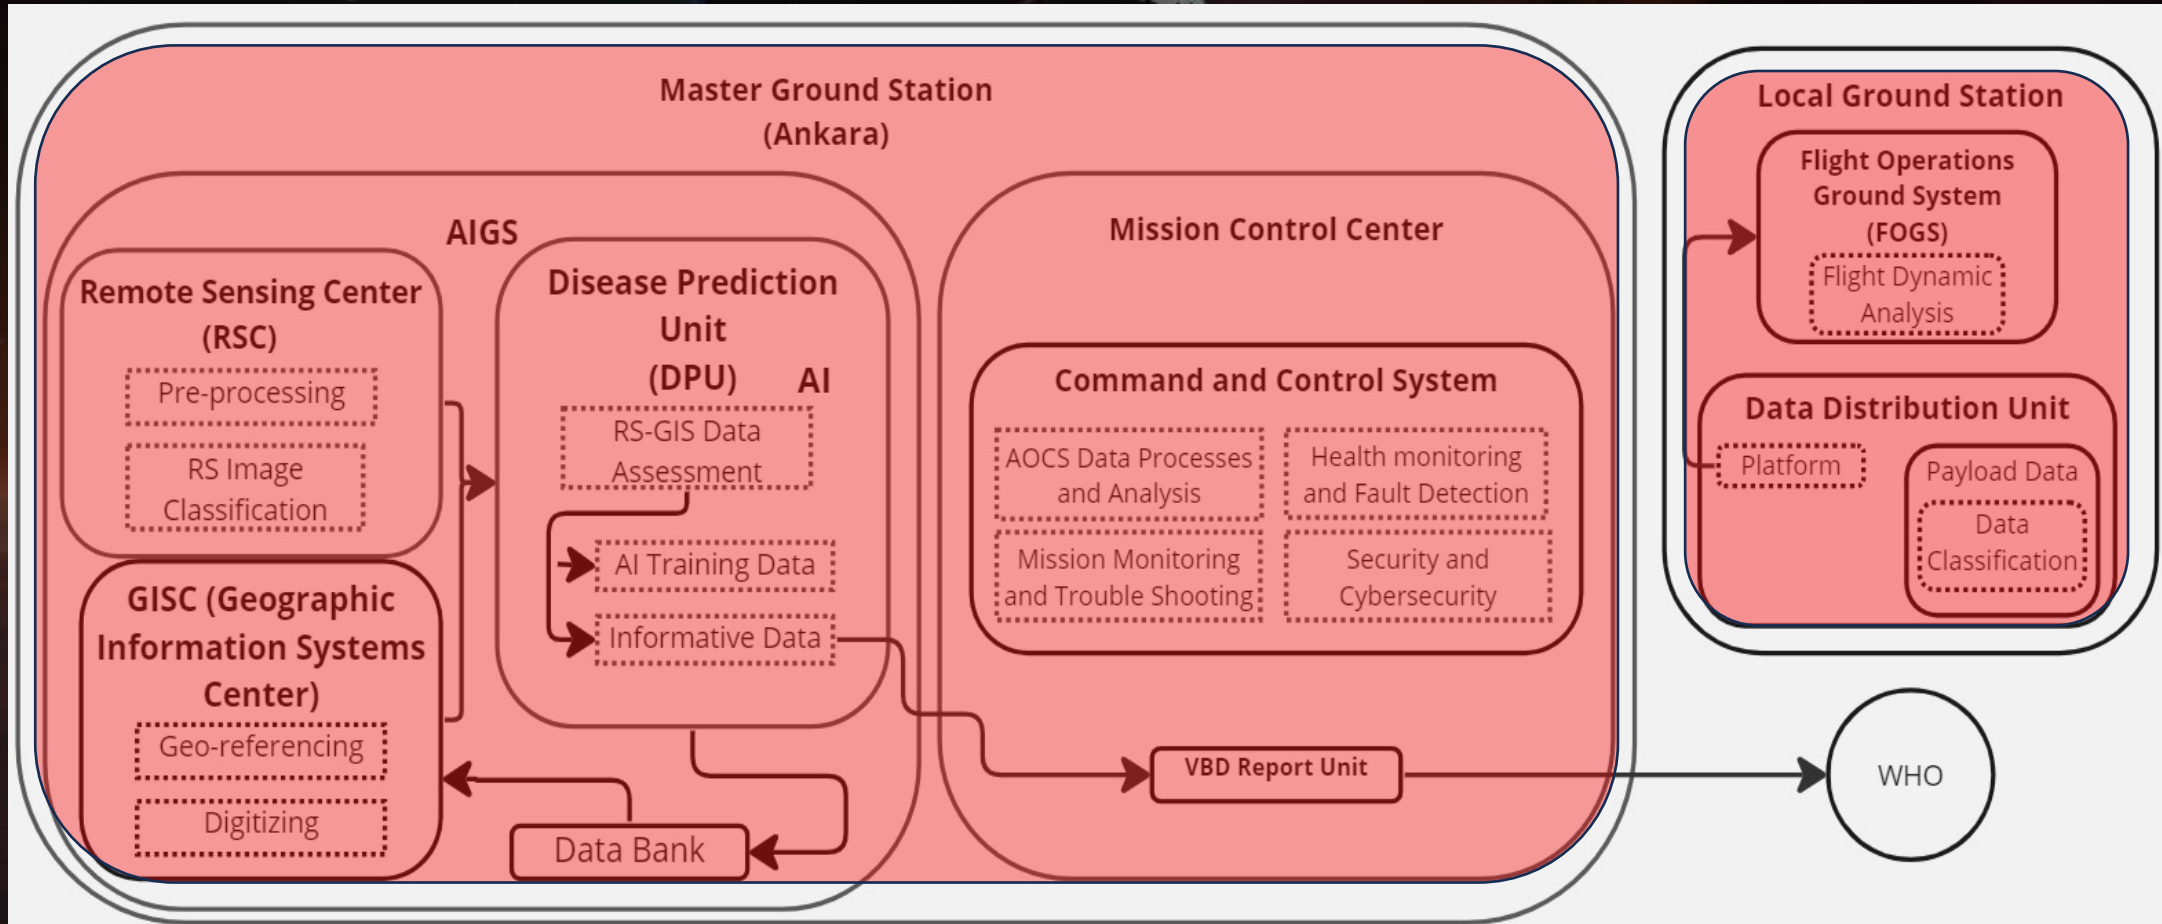 Master Ground Station
(Ankara)
AIGS
Remote Sensing Center
(RSC)
Pre-processing
RS Image
Classification
GISC (Geographic
Information Systems
Center)
Geo-referencing
Digitizing
Disease Prediction
Unit
(DPU)
AI
RS-GIS Data
Assessment
AI Training Data
Informative Data
Data Bank
Mission Control Center
Command and Control System
AOCS Data Processes
and Analysis
Health monitoring
and Fault Detection
Mission Monitoring
and Trouble Shooting
Security and
Cybersecurity
VBD Report Unit
Local Ground Station
Flight Operations
Ground System
(FOGS)
Flight Dynamic
Analysis
Data Distribution Unit
Platform
Payload Data
Data
Classification
WHO